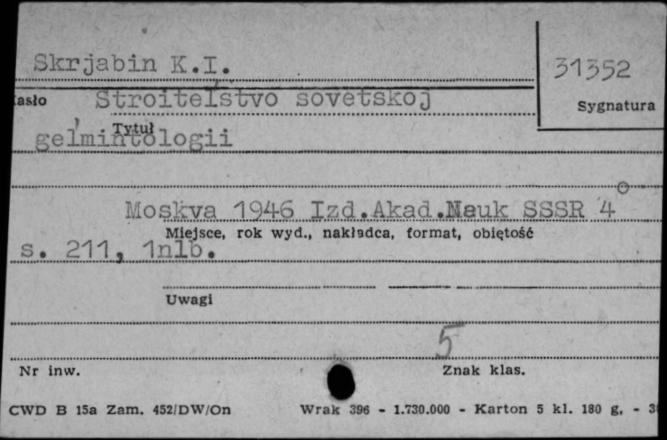 Skrjabin K.I.
31352
asło Stroitelstvo sovetskoj
Sygnatura
Tytuł
gelmintologii
Moskva 1946 Izd.Akad.Nauk SSSR 4°
Miejsce, rok wyd., nakładca, format, obiętość
s. 211, 1nlb.
Uwagi
5
Nr inw. Znak klas.
CWD B 15a Zam. 452/DW/On Wrak 396 - 1.730.000 - Karton 5 kl. 180 g. -